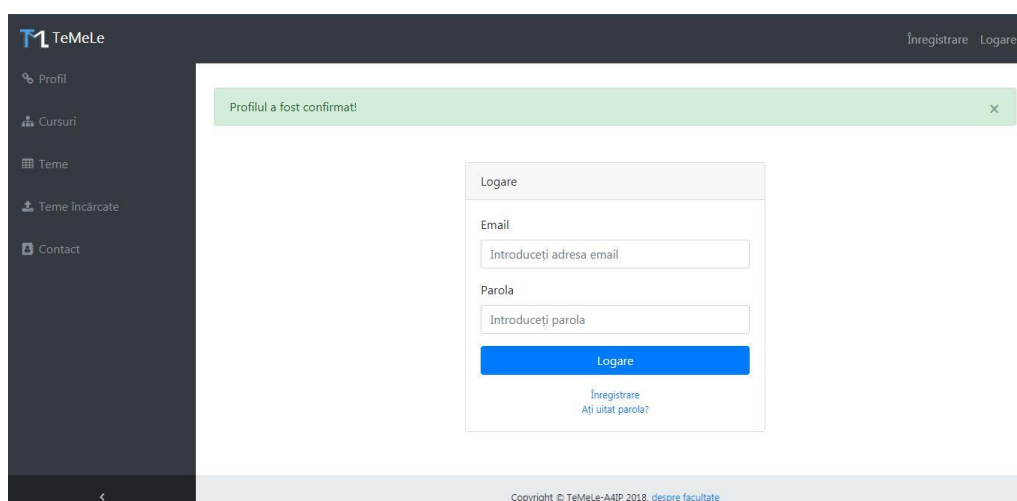 TeMeLe
Înregistrare Logare
Profil
Cursuri
Teme
Teme încărcate
Contact
Profilul a fost confirmat!
×
Logare
Email
Introduceți adresa email
Parola
Introduceți parola
Logare
Înregistrare
Ați uitat parola?
Copyright © TeMeLe-A4IP 2018, despre facultate